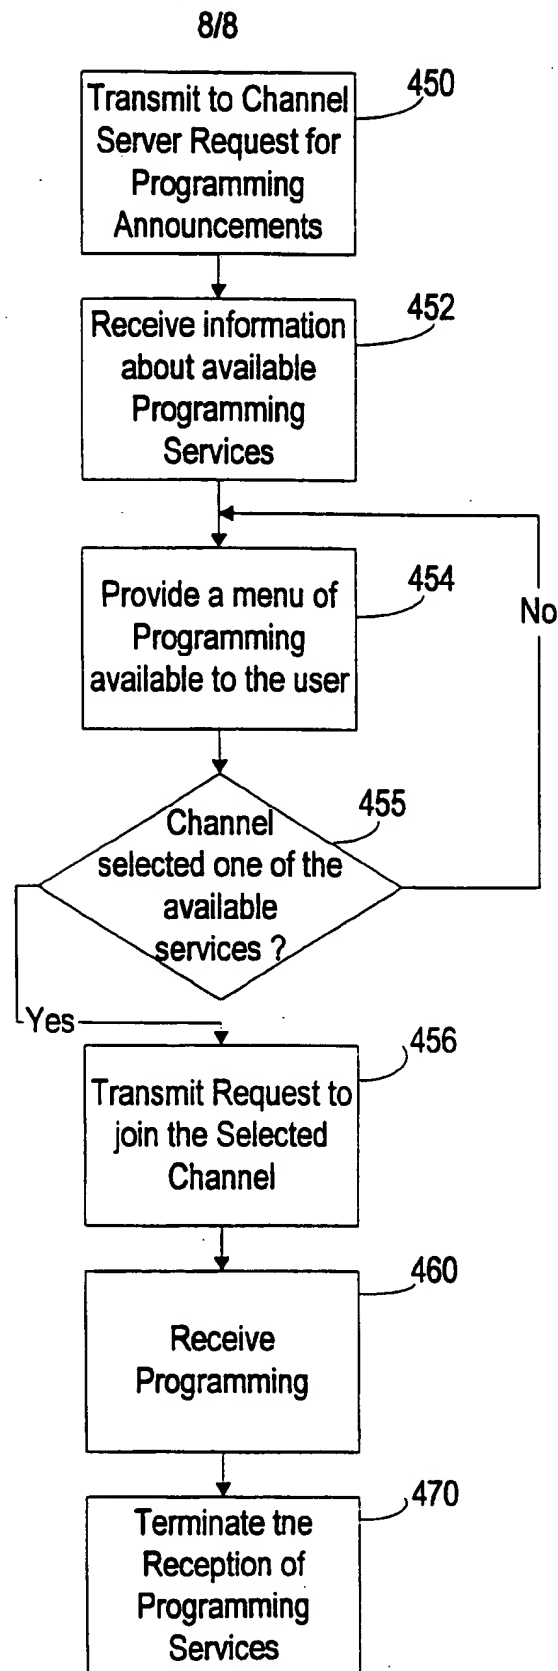 8/8
450
Transmit to Channel
Server Request for
Programming
Announcements
452
Receive information
about available
Programming
Services
454
Provide a menu of
Programming
available to the user
No
455
Channel
selected one of the
available
services ?
Yes
456
Transmit Request to
join the Selected
Channel
460
Receive
Programming
470
Terminate tne
Reception of
Programming
Services